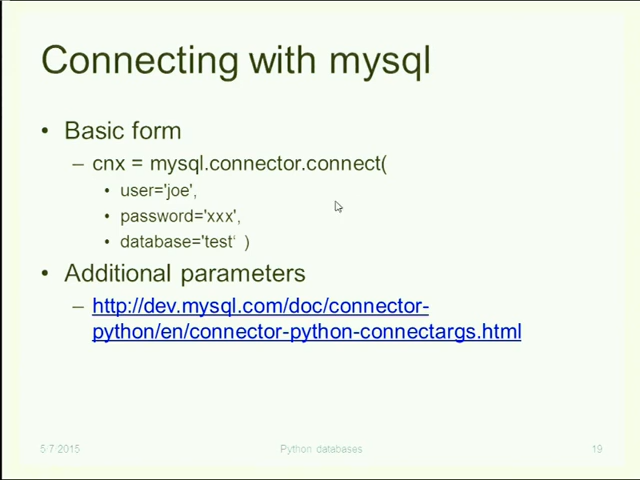 Connecting with mysql
• Basic form
– cnx = mysql.connector.connect(
• user='joe',
• password='xxx',
• database='test‘ )
• Additional parameters
– http://dev.mysql.com/doc/connector-
python/en/connector-python-connectargs.html
5/7/2015 Python databases 19